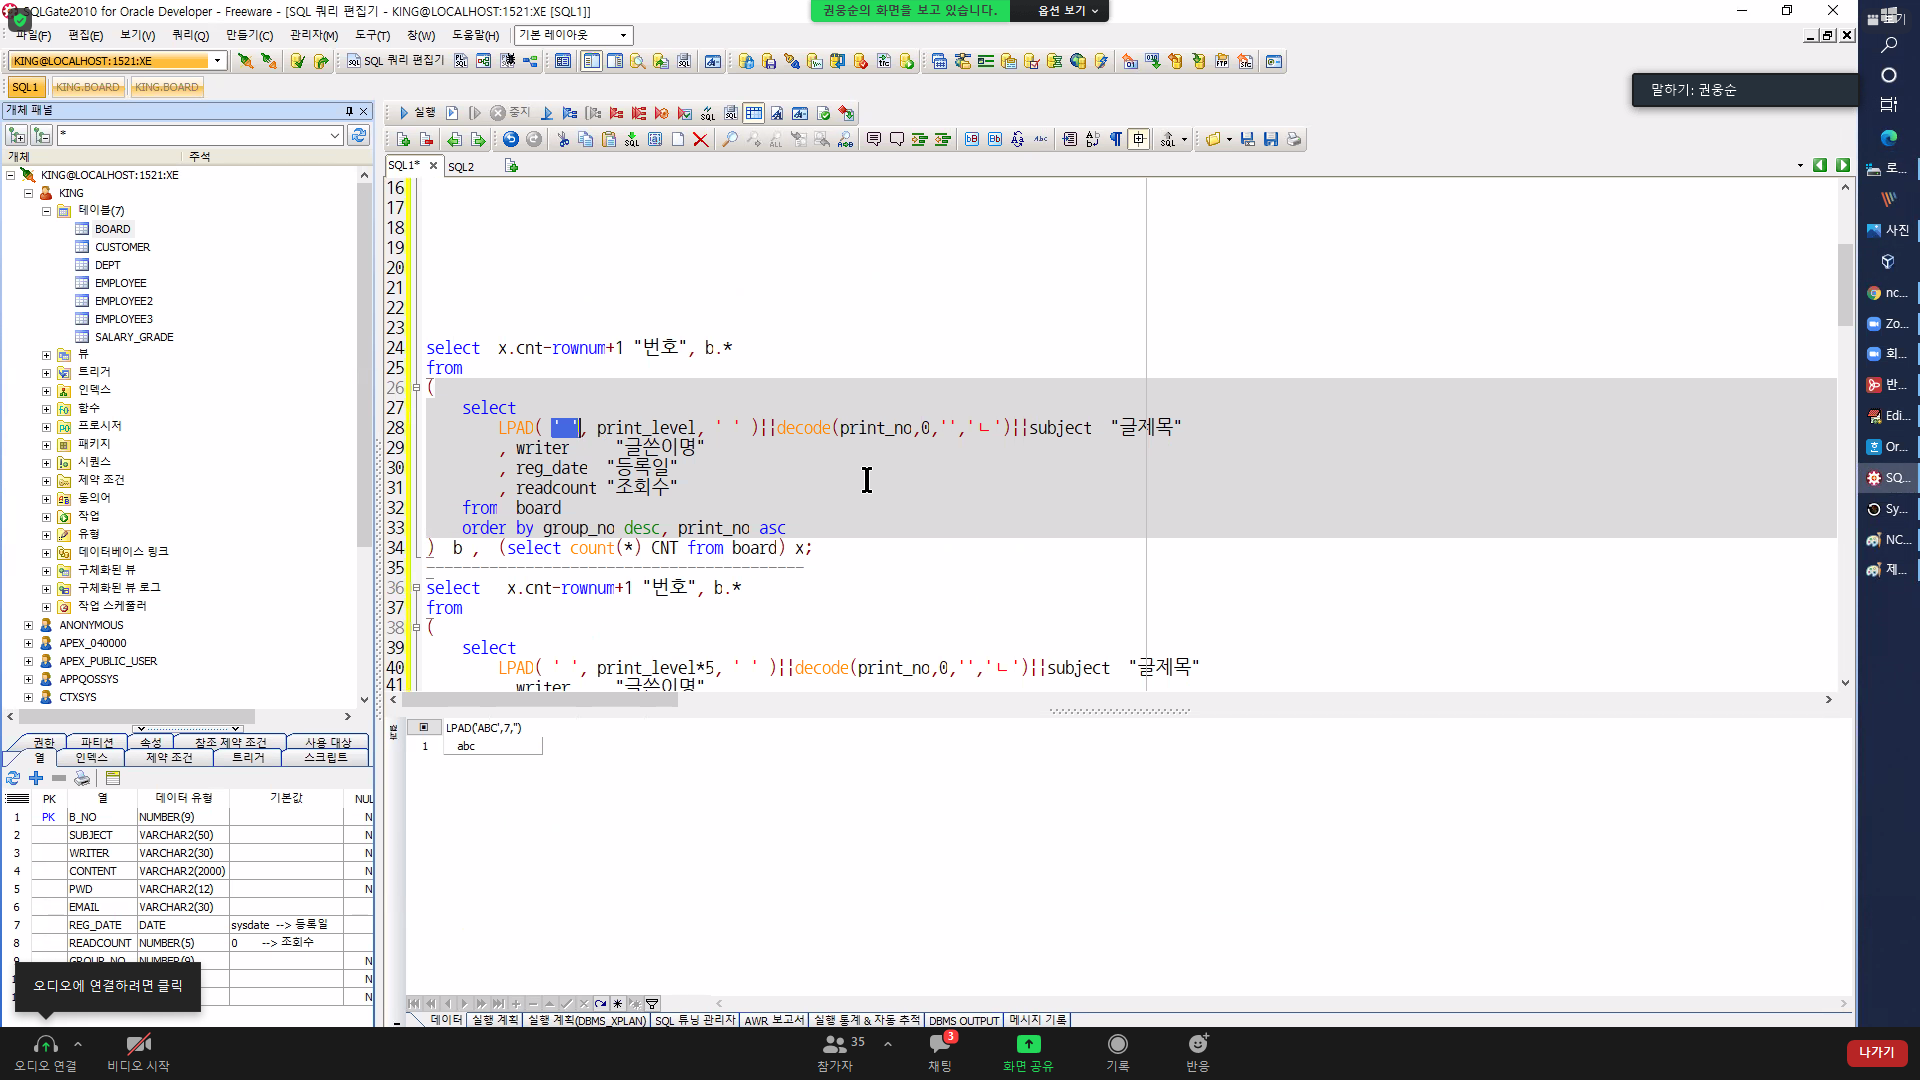 SQLGate2010 for Oracle Developer - Freeware - [SQL 쿼리 편집기 - KING@LOCALHOST:1521:XE [SQL1*]]
권웅순의 화면을 보고 있습니다.
옵션 보기
파일(F) 편집(E) 보기(V) 쿼리(Q) 만들기(C) 관리자(M) 도구(T) 창(W) 도움말(H) 기본 레이아웃
KING@LOCALHOST:1521:XE
SQL 쿼리 편집기
SQL1 KING.BOARD KING.BOARD
말하기: 권웅순
개체 패널
실행 중지
*
개체 주석
SQL1* SQL2
KING@LOCALHOST:1521:XE
KING
테이블(7)
BOARD
CUSTOMER
DEPT
EMPLOYEE
EMPLOYEE2
EMPLOYEE3
SALARY_GRADE
뷰
트리거
인덱스
함수
프로시저
패키지
시퀀스
제약 조건
동의어
작업
유형
데이터베이스 링크
구체화된 뷰
구체화된 뷰 로그
작업 스케쥴러
ANONYMOUS
APEX_040000
APEX_PUBLIC_USER
APPQOSSYS
CTXSYS
16
17
18
19
20
21
22
23
24 select x.cnt-rownum+1 "번호", b.*
25 from
26 (
27 select
28 LPAD( ' ', print_level, ' ' )||decode(print_no,0,'','ㄴ')||subject "글제목"
29 , writer "글쓴이명"
30 , reg_date "등록일"
31 , readcount "조회수"
32 from board
33 order by group_no desc, print_no asc
34 ) b , (select count(*) CNT from board) x;
35 ------------------------------------------
36 select x.cnt-rownum+1 "번호", b.*
37 from
38 (
39 select
40 LPAD( ' ', print_level*5, ' ' )||decode(print_no,0,'','ㄴ')||subject "글제목"
41 writer "글쓴이명"
LPAD('ABC',7,'')
1 abc
권한 파티션 속성 참조 제약 조건 사용 대상
열 인덱스 제약 조건 트리거 스크립트
PK 열 데이터 유형 기본값 NUL
1 PK B_NO NUMBER(9) N
2 SUBJECT VARCHAR2(50) N
3 WRITER VARCHAR2(30) N
4 CONTENT VARCHAR2(2000) N
5 PWD VARCHAR2(12) N
6 EMAIL VARCHAR2(30)
7 REG_DATE DATE sysdate --> 등록일
8 READCOUNT NUMBER(5) 0 --> 조회수
9 GROUP_NO NUMBER(9) N
N
N
오디오에 연결하려면 클릭
데이터 실행 계획 실행 계획(DBMS_XPLAN) SQL 튜닝 관리자 AWR 보고서 실행 통계 & 자동 추적 DBMS OUTPUT 메시지 기록
오디오 연결 비디오 시작 참가자 35 채팅 3 화면 공유 기록 반응 나가기
로...
사진
nc...
Zo...
회...
반...
Edi...
Or...
SQ...
Sy...
NC...
제...